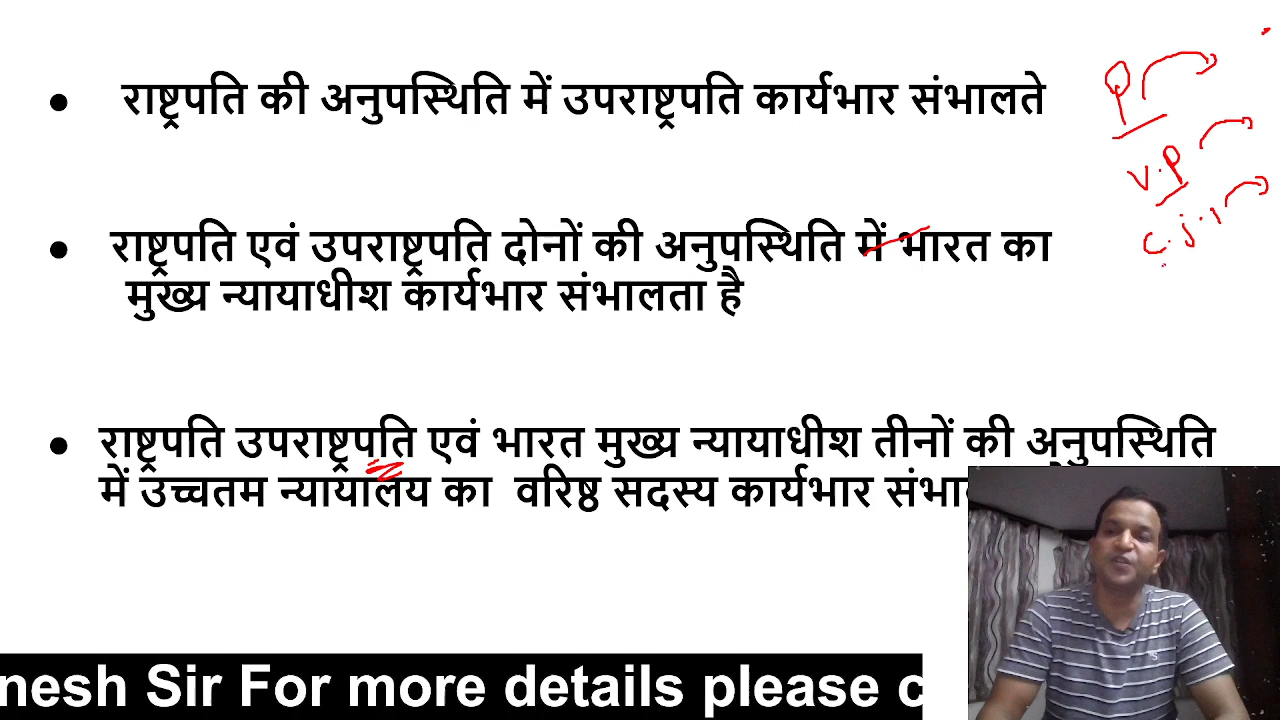 राष्ट्रपति की अनुपस्थिति में उपराष्ट्रपति कार्यभार संभालते
राष्ट्रपति एवं उपराष्ट्रपति दोनों की अनुपस्थिति में भारत का
मुख्य न्यायाधीश कार्यभार संभालता है
राष्ट्रपति उपराष्ट्रपति एवं भारत मुख्य न्यायाधीश तीनों की अनुपस्थिति
में उच्चतम न्यायालय का वरिष्ठ सदस्य कार्यभार
P
V.P
C.J.I
nesh Sir For more details please c